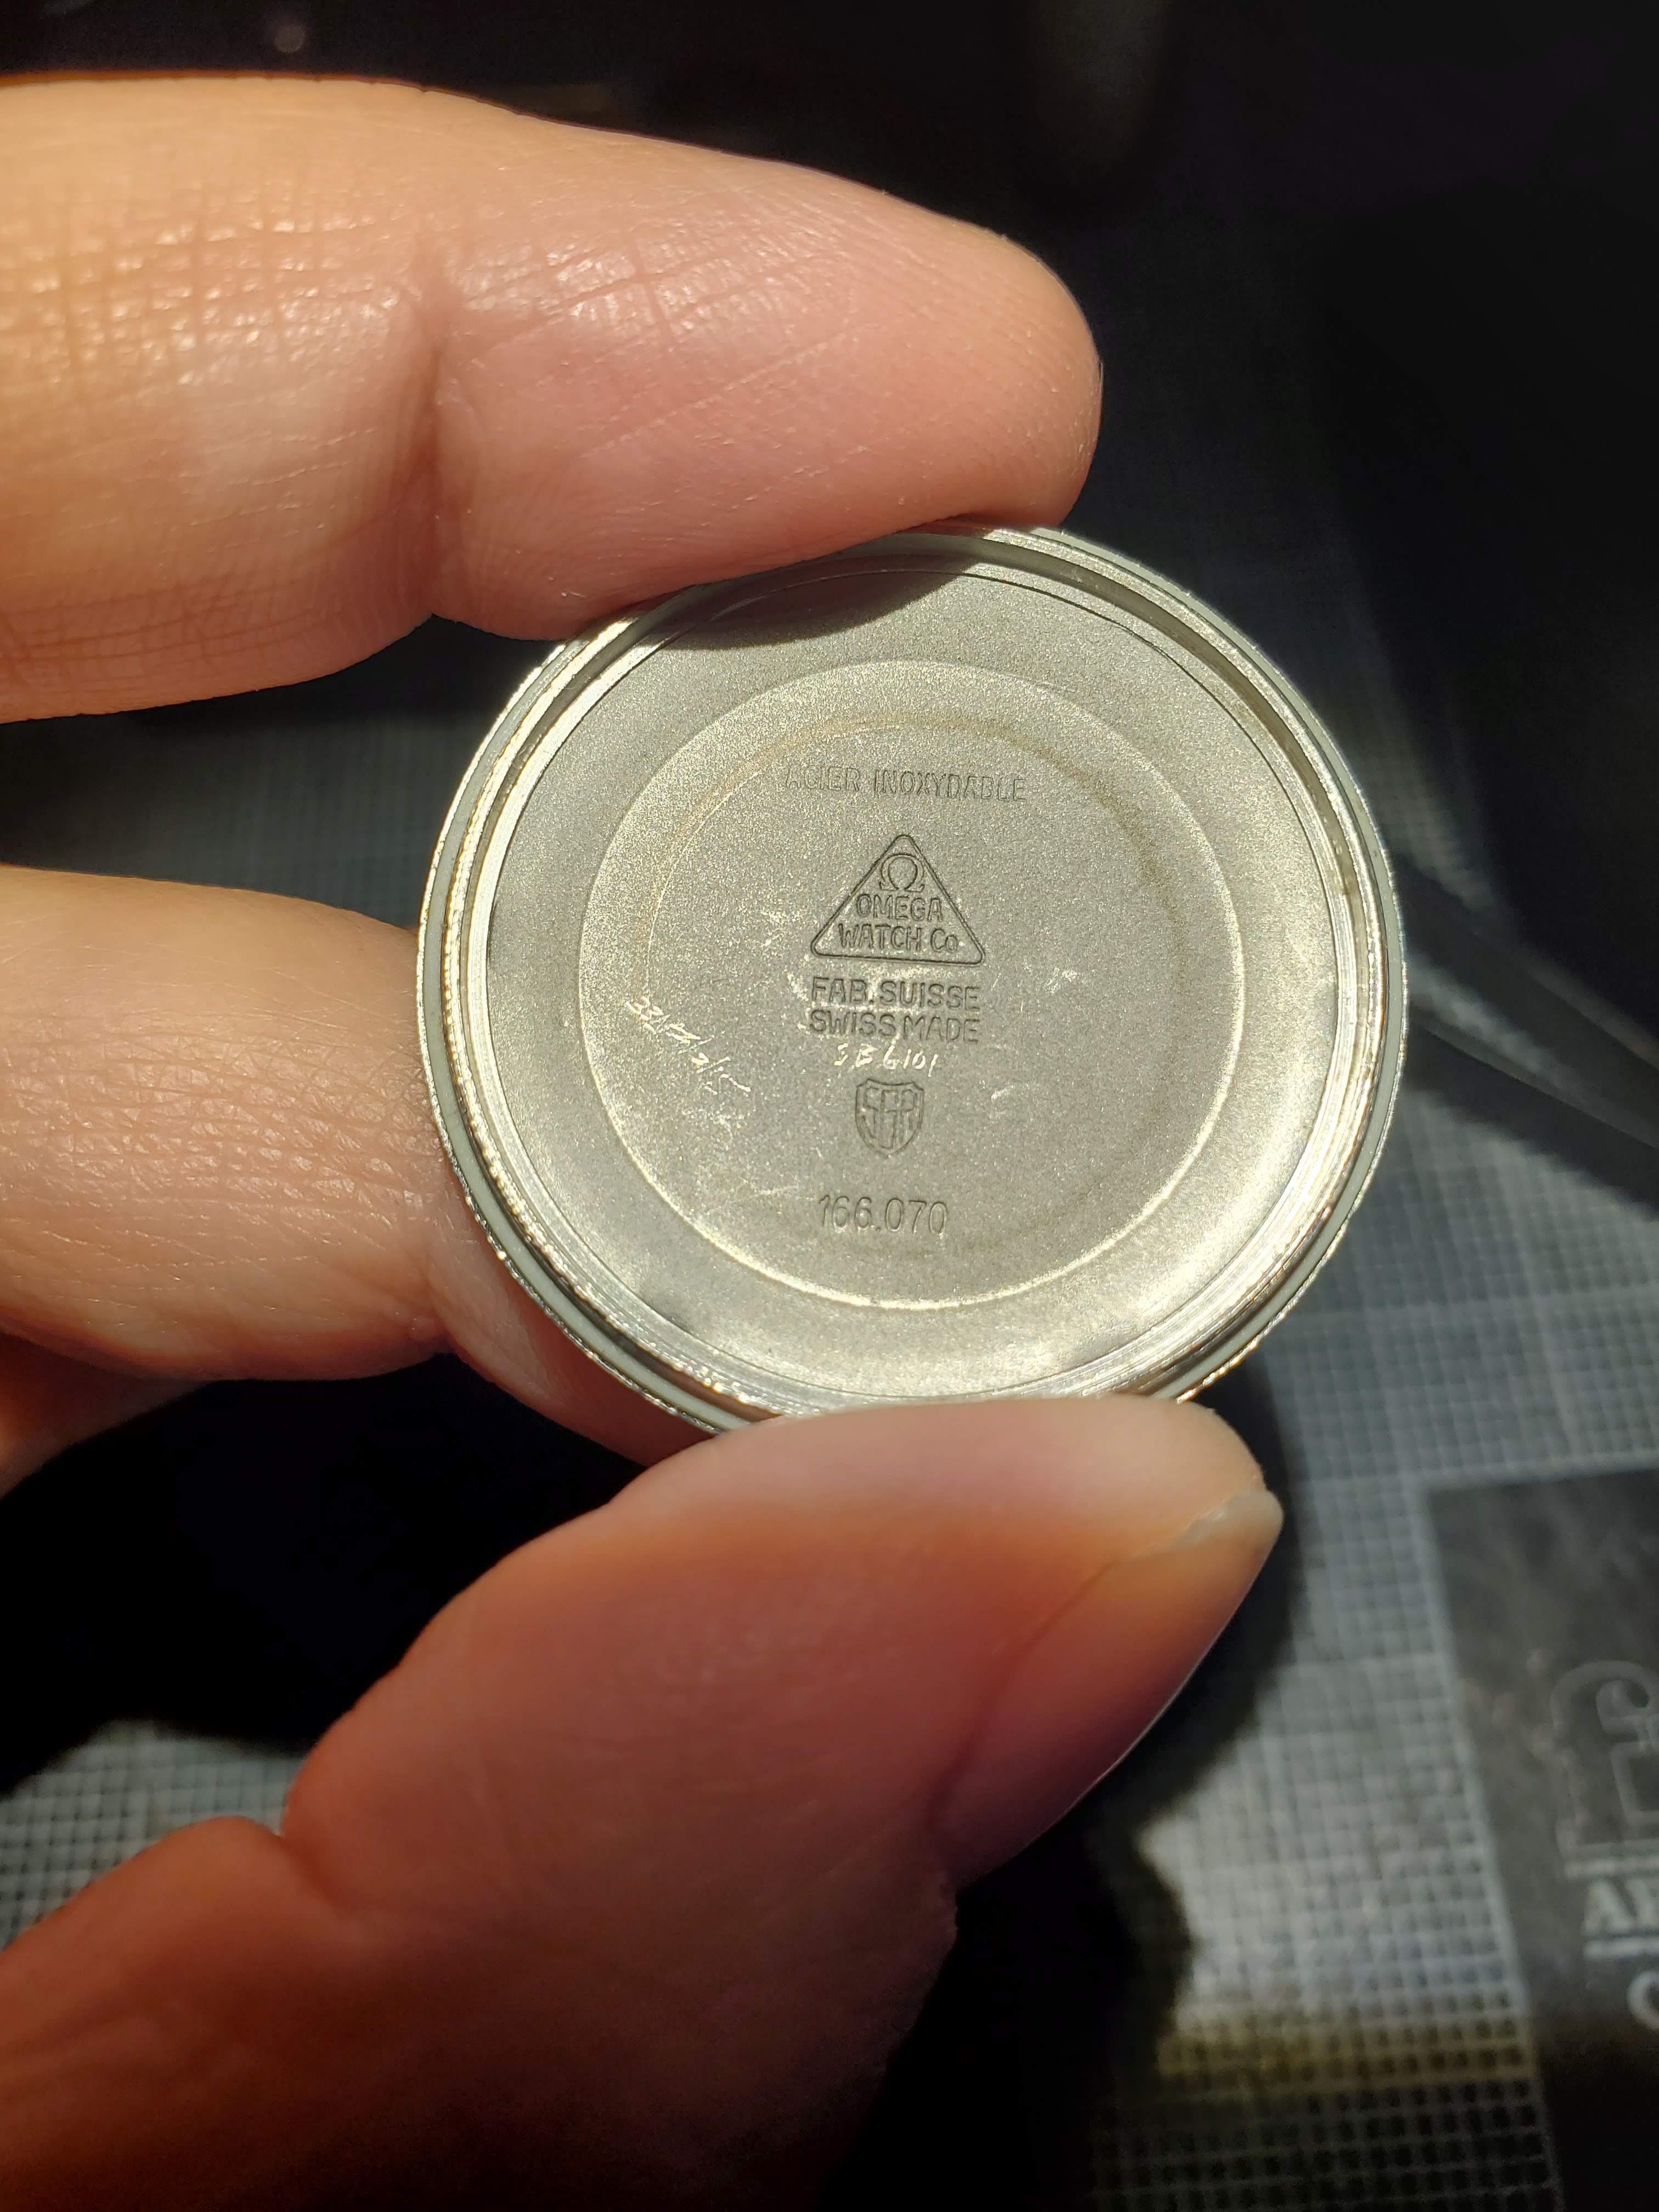 ACIER INOXYDABLE
Ω
OMEGA
WATCH Co
FAB. SUISSE
SWISS MADE
166.070